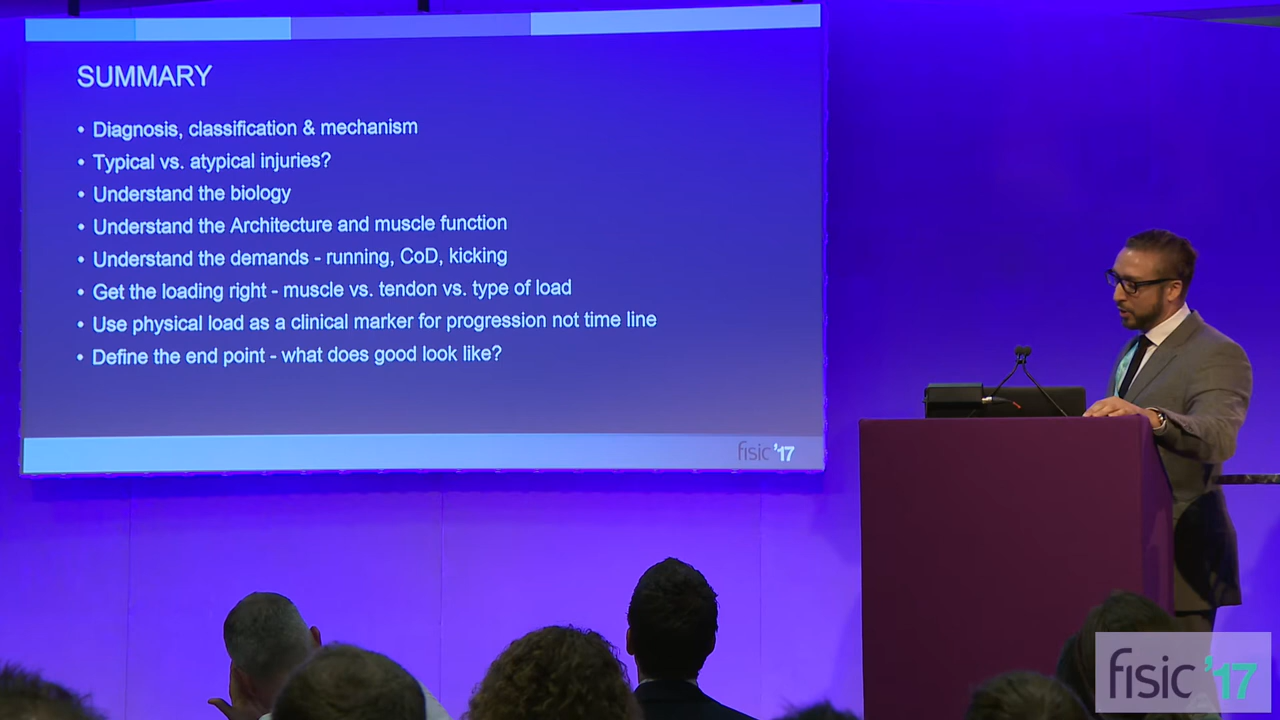 SUMMARY
• Diagnosis, classification & mechanism
• Typical vs. atypical injuries?
• Understand the biology
• Understand the Architecture and muscle function
• Understand the demands - running, CoD, kicking
• Get the loading right - muscle vs. tendon vs. type of load
• Use physical load as a clinical marker for progression not time line
• Define the end point - what does good look like?
fisic '17
fisic '17